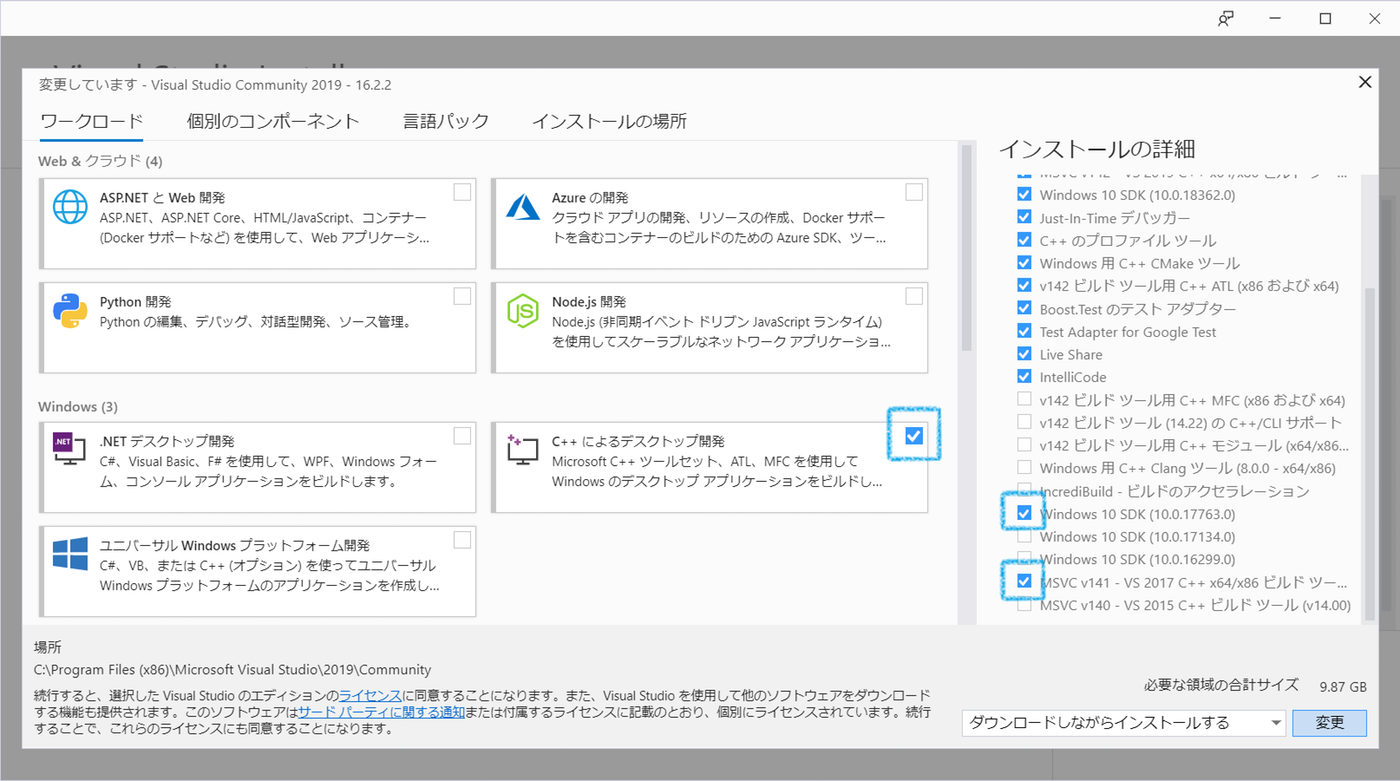 変更しています - Visual Studio Community 2019 - 16.2.2
ワークロード
個別のコンポーネント
言語パック
インストールの場所
Web & クラウド (4)
ASP.NET と Web 開発
ASP.NET、ASP.NET Core、HTML/JavaScript、コンテナー
(Docker サポートなど) を使用して、Web アプリケーシ...
Azure の開発
クラウド アプリの開発、リソースの作成、Docker サポー
トを含むコンテナーのビルドのための Azure SDK、ツー...
Python 開発
Python の編集、デバッグ、対話型開発、ソース管理。
Node.js 開発
Node.js (非同期イベント ドリブン JavaScript ランタイム)
を使用してスケーラブルなネットワーク アプリケーショ...
Windows (3)
.NET
.NET デスクトップ開発
C#、Visual Basic、F# を使用して、WPF、Windows フォー
ム、コンソール アプリケーションをビルドします。
C++ によるデスクトップ開発
Microsoft C++ ツールセット、ATL、MFC を使用して
Windows のデスクトップ アプリケーションをビルドし...
ユニバーサル Windows プラットフォーム開発
C#、VB、または C++ (オプション) を使ってユニバーサル
Windows プラットフォームのアプリケーションを作成し...
インストールの詳細
Windows 10 SDK (10.0.18362.0)
Just-In-Time デバッガー
C++ のプロファイル ツール
Windows 用 C++ CMake ツール
v142 ビルド ツール用 C++ ATL (x86 および x64)
Boost.Test のテスト アダプター
Test Adapter for Google Test
Live Share
IntelliCode
v142 ビルド ツール用 C++ MFC (x86 および x64)
v142 ビルド ツール (14.22) の C++/CLI サポート
v142 ビルド ツール用 C++ モジュール (x64/x86...
Windows 用 C++ Clang ツール (8.0.0 - x64/x86)
IncrediBuild - ビルドのアクセラレーション
Windows 10 SDK (10.0.17763.0)
Windows 10 SDK (10.0.17134.0)
Windows 10 SDK (10.0.16299.0)
MSVC v141 - VS 2017 C++ x64/x86 ビルド ツー...
MSVC v140 - VS 2015 C++ ビルド ツール (v14.00)
場所
C:\Program Files (x86)\Microsoft Visual Studio\2019\Community
続行すると、選択した Visual Studio のエディションのライセンスに同意することになります。また、Visual Studio を使用して他のソフトウェアをダウンロード
する機能も提供されます。このソフトウェアはサード パーティに関する通知または付属するライセンスに記載のとおり、個別にライセンスされています。続行
することで、これらのライセンスにも同意することになります。
必要な領域の合計サイズ 9.87 GB
ダウンロードしながらインストールする
変更